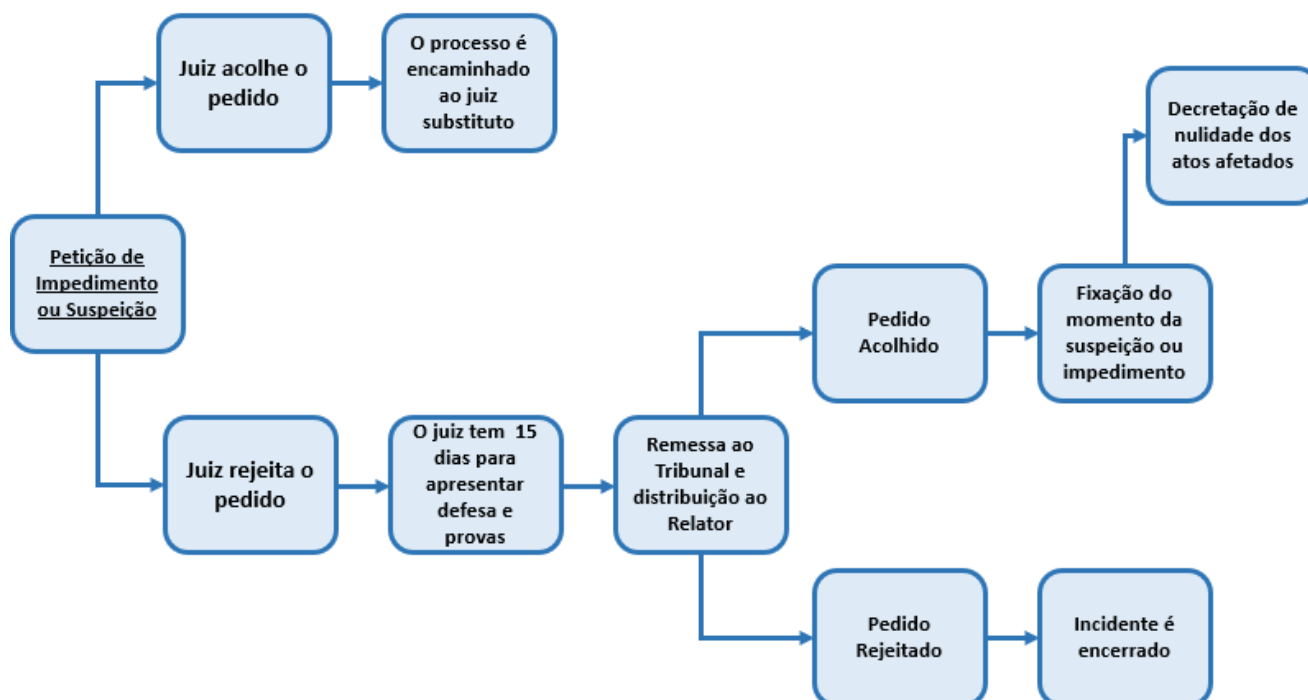 Juiz acolhe o
pedido
O processo é
encaminhado
ao juiz
substituto
Decretação de
nulidade dos
atos afetados
Petição de
Impedimento
ou Suspeição
Pedido
Acolhido
Fixação do
momento da
suspeição ou
impedimento
Juiz rejeita o
pedido
O juiz tem 15
dias para
apresentar
defesa e
provas
Remessa ao
Tribunal e
distribuição ao
Relator
Pedido
Rejeitado
Incidente é
encerrado